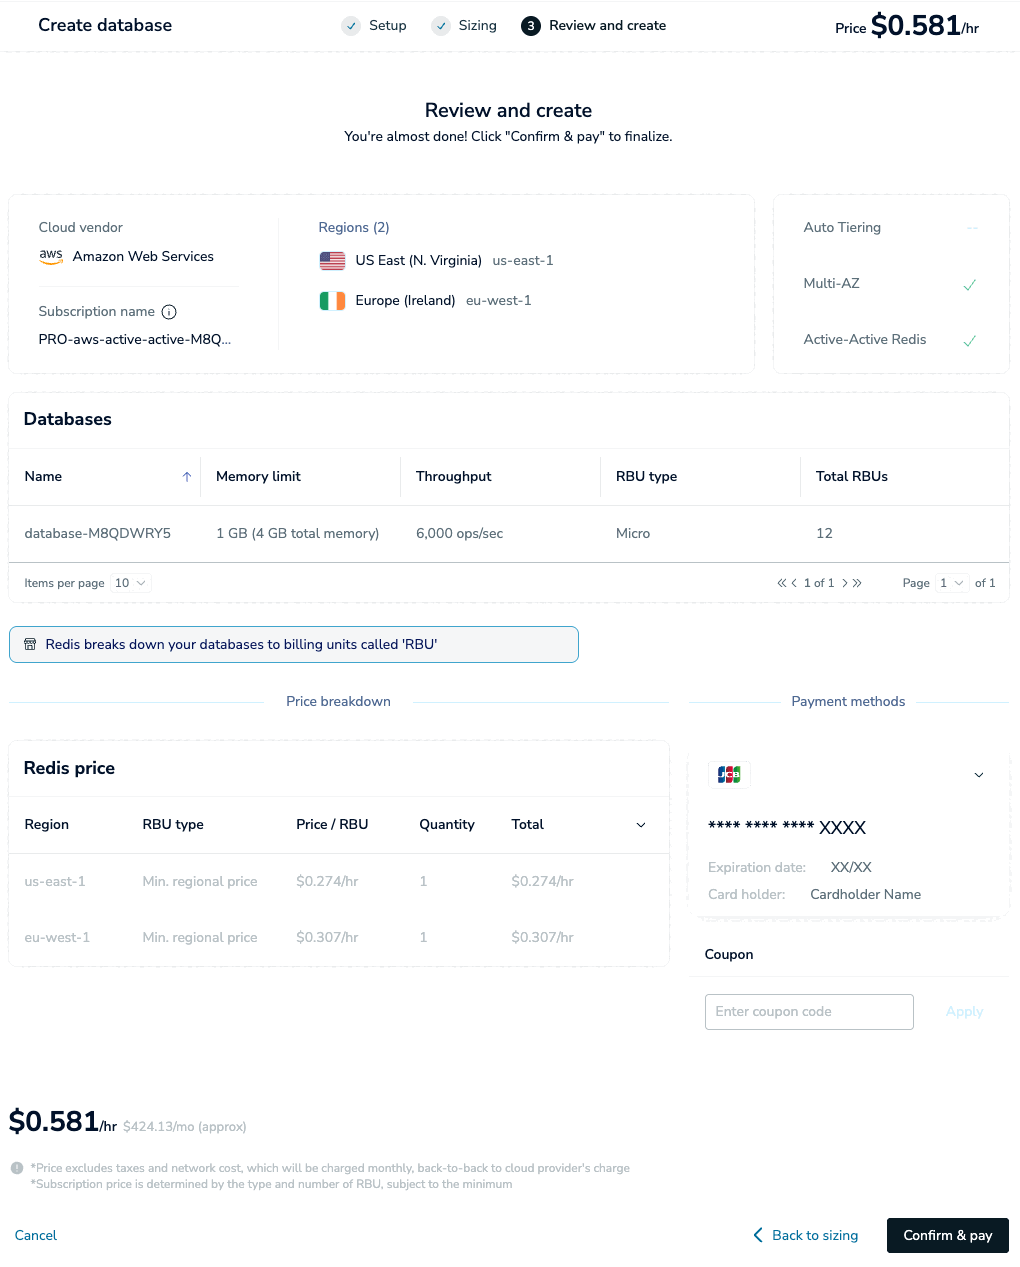 Create database
Setup
Sizing
3 Review and create
Price $0.581/hr
Review and create
You're almost done! Click "Confirm & pay" to finalize.
Cloud vendor
aws Amazon Web Services
Subscription name
PRO-aws-active-active-M8Q...
Regions (2)
US East (N. Virginia) us-east-1
Europe (Ireland) eu-west-1
Auto Tiering --
Multi-AZ
Active-Active Redis
Databases
Name Memory limit Throughput RBU type Total RBUs
database-M8QDWRY5 1 GB (4 GB total memory) 6,000 ops/sec Micro 12
Items per page 10 1 of 1 Page 1 of 1
Redis breaks down your databases to billing units called 'RBU'
Price breakdown
Redis price
Region RBU type Price / RBU Quantity Total
us-east-1 Min. regional price $0.274/hr 1 $0.274/hr
eu-west-1 Min. regional price $0.307/hr 1 $0.307/hr
Payment methods
JCB
**** **** **** XXXX
Expiration date: XX/XX
Card holder: Cardholder Name
Coupon
Enter coupon code Apply
$0.581/hr $424.13/mo (approx)
*Price excludes taxes and network cost, which will be charged monthly, back-to-back to cloud provider's charge
*Subscription price is determined by the type and number of RBU, subject to the minimum
Cancel
Back to sizing
Confirm & pay